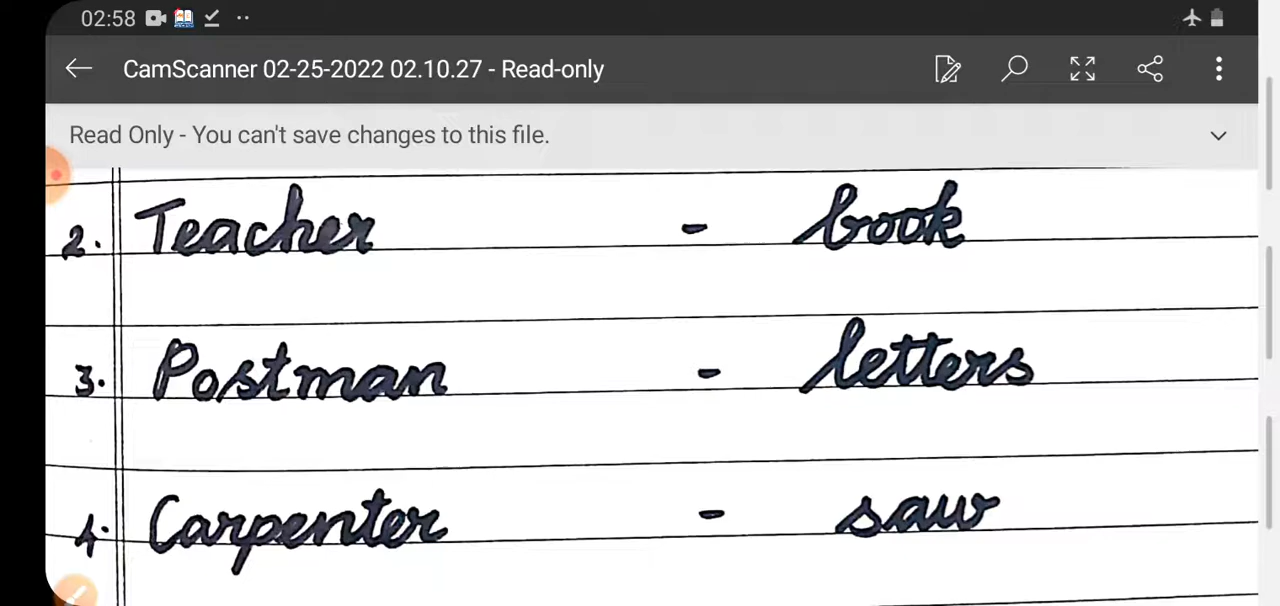 02:58
CamScanner 02-25-2022 02.10.27 - Read-only
Read Only - You can't save changes to this file.
2. Teacher - book
3. Postman - letters
4. Carpenter - saw